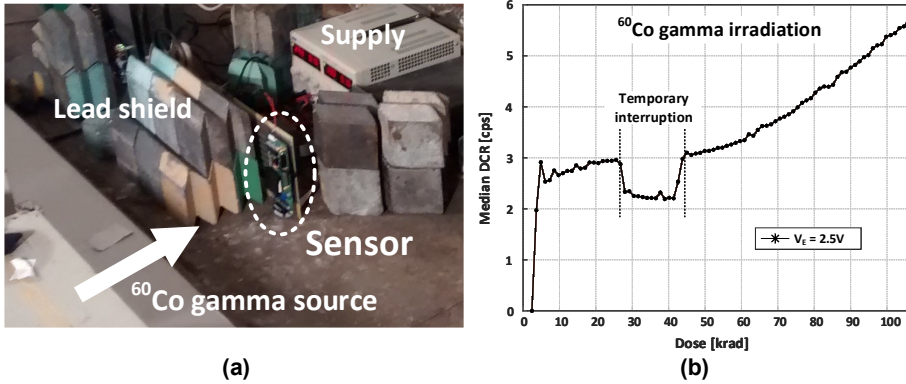 Supply
Lead shield
Sensor
⁶⁰Co gamma source
(a)
⁶⁰Co gamma irradiation
Temporary
interruption
V_E = 2.5V
Median DCR [cps]
6
5
4
3
2
1
0
0 10 20 30 40 50 60 70 80 90 100
Dose [krad]
(b)